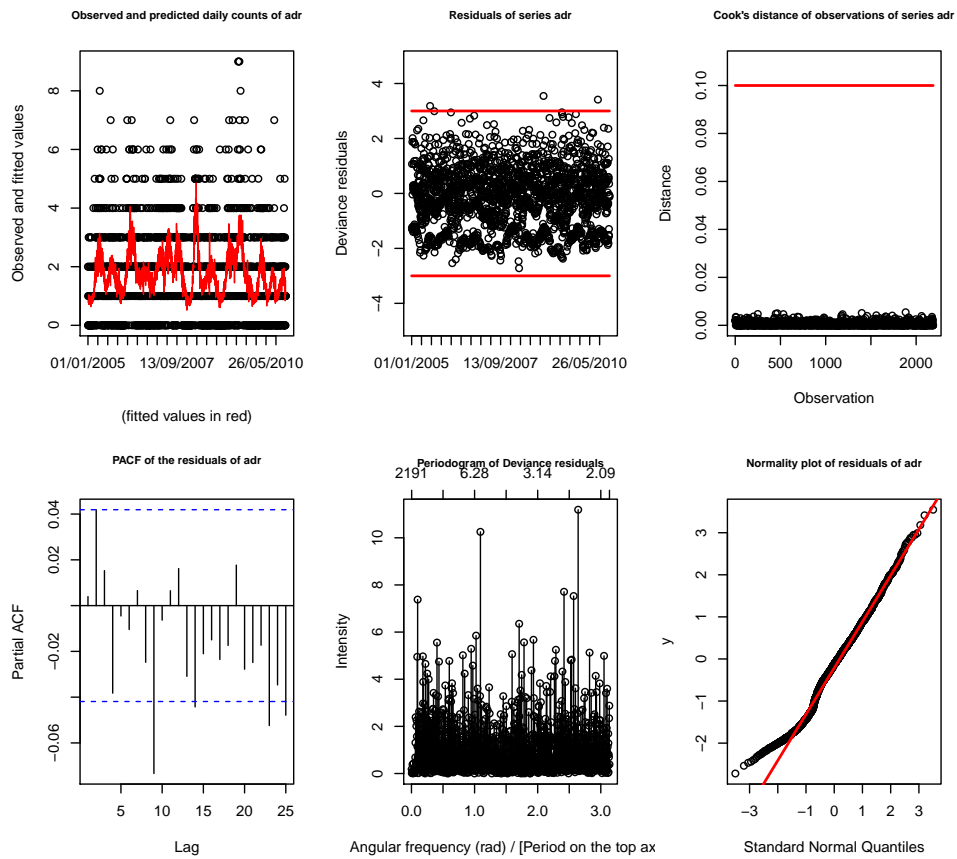 Observed and predicted daily counts of adr
Observed and fitted values
0 2 4 6 8
01/01/2005 13/09/2007 26/05/2010
(fitted values in red)
Residuals of series adr
Deviance residuals
−4 −2 0 2 4
01/01/2005 13/09/2007 26/05/2010
Cook's distance of observations of series adr
Distance
0.00 0.02 0.04 0.06 0.08 0.10
0 500 1000 2000
Observation
PACF of the residuals of adr
Partial ACF
−0.06 −0.02 0.02 0.04
5 10 15 20 25
Lag
Periodogram of Deviance residuals
2191 6.28 3.14 2.09
Intensity
0 2 4 6 8 10
0.0 1.0 2.0 3.0
Angular frequency (rad) / [Period on the top ax
Normality plot of residuals of adr
y
−2 −1 0 1 2 3
−3 −2 −1 0 1 2 3
Standard Normal Quantiles